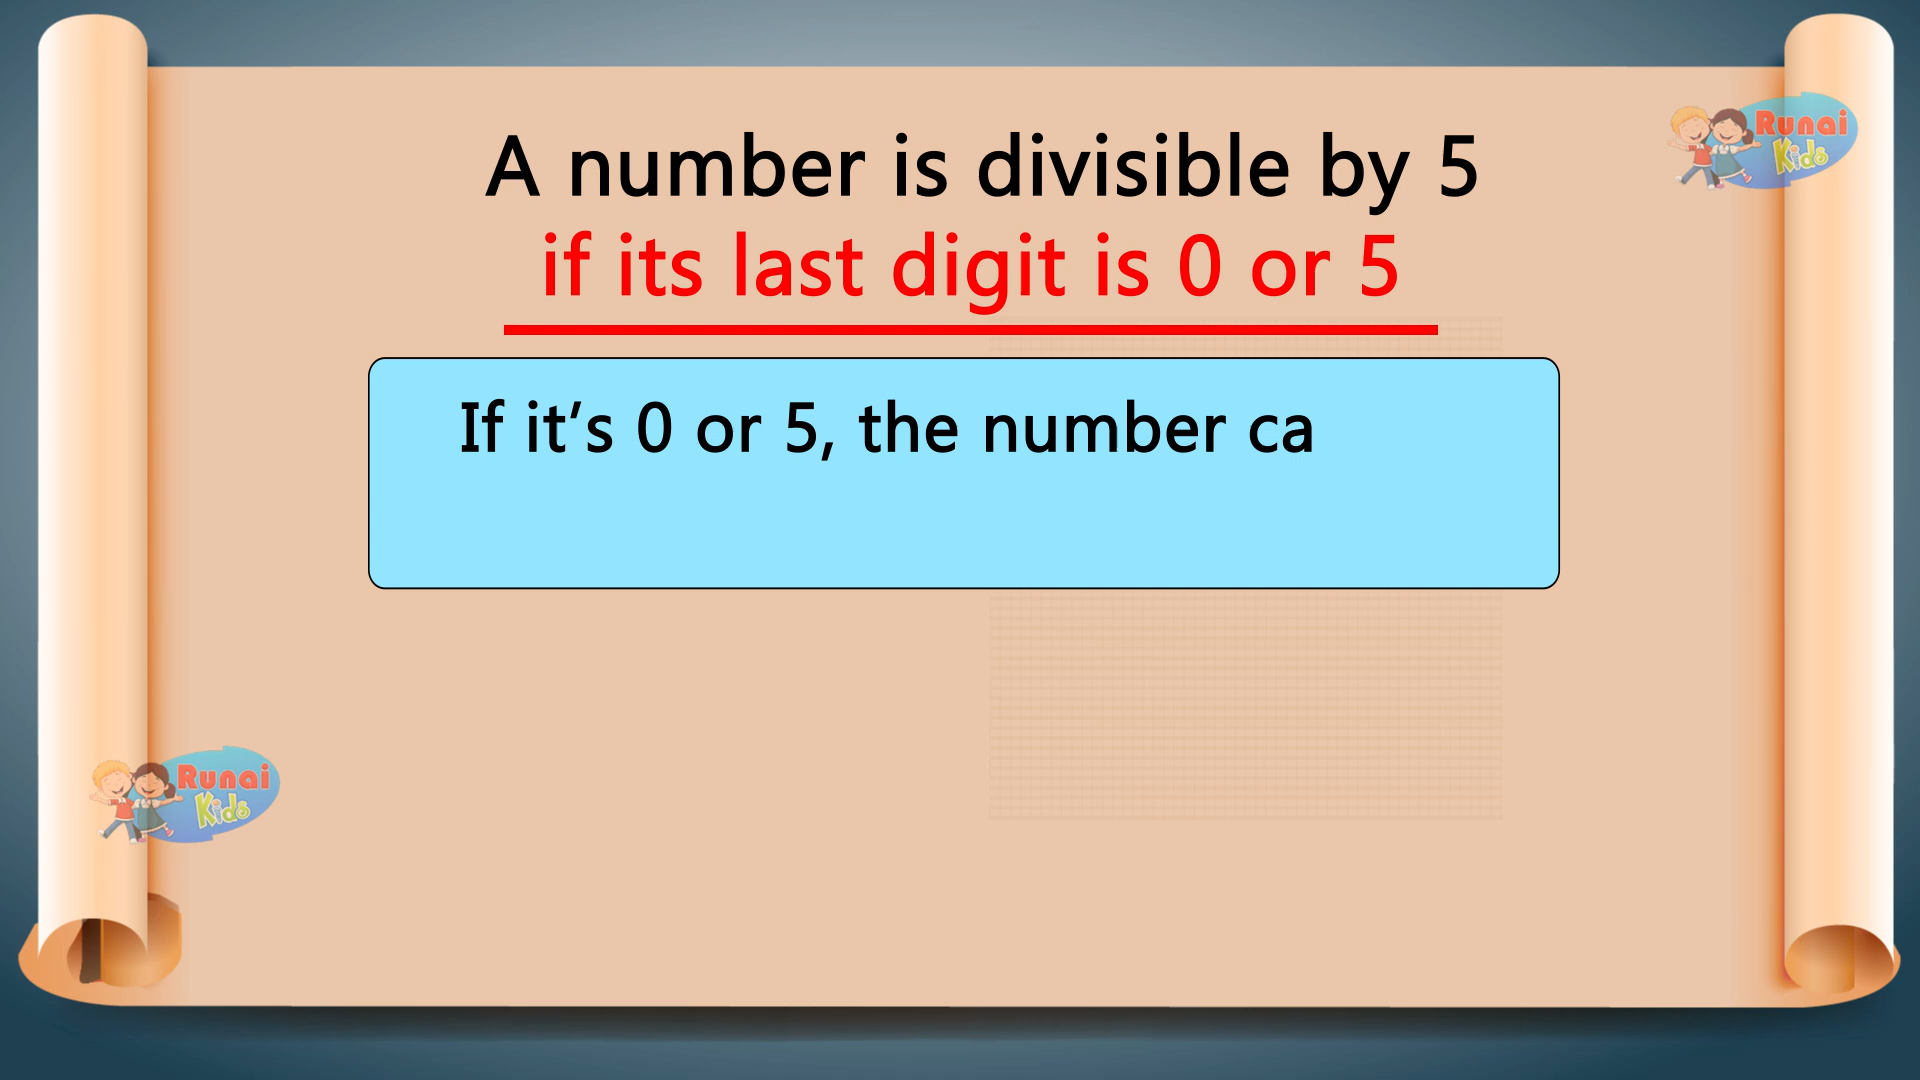 A number is divisible by 5
if its last digit is 0 or 5
If it’s 0 or 5, the number ca
Runai
Kids
Runai
Kids